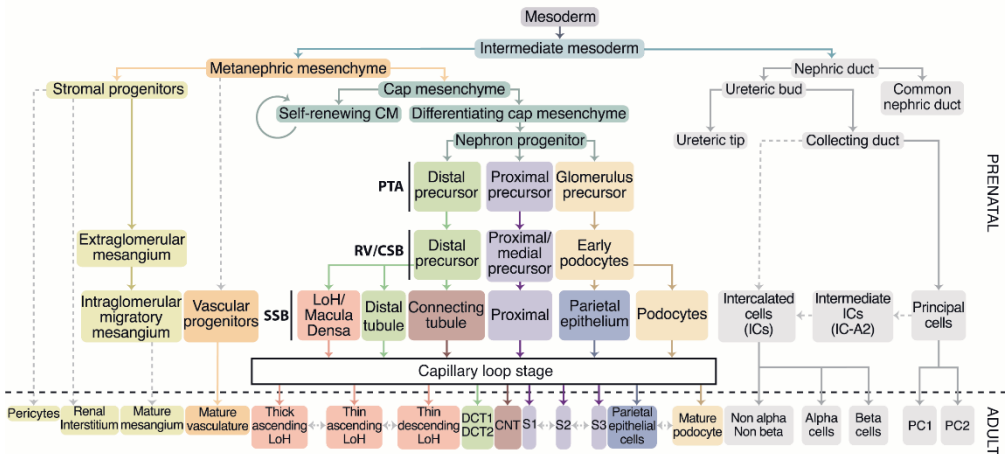 Mesoderm
Intermediate mesoderm
Metanephric mesenchyme
Nephric duct
Stromal progenitors
Cap mesenchyme
Ureteric bud
Common
nephric duct
Self-renewing CM
Differentiating cap mesenchyme
Nephron progenitor
Ureteric tip
Collecting duct
PRENATAL
PTA
Distal
precursor
Proximal
precursor
Glomerulus
precursor
Extraglomerular
mesangium
RV/CSB
Distal
precursor
Proximal/
medial
precursor
Early
podocytes
Intraglomerular
migratory
mesangium
Vascular
progenitors
SSB
LoH/
Macula
Densa
Distal
tubule
Connecting
tubule
Proximal
Parietal
epithelium
Podocytes
Intercalated
cells
(ICs)
Intermediate
ICs
(IC-A2)
Principal
cells
Capillary loop stage
ADULT
Pericytes
Renal
Interstitium
Mature
mesangium
Mature
vasculature
Thick
ascending
LoH
Thin
ascending
LoH
Thin
descending
LoH
DCT1
DCT2
CNT
S1
S2
S3
Parietal
epithelial
cells
Mature
podocyte
Non alpha
Non beta
Alpha
cells
Beta
cells
PC1
PC2